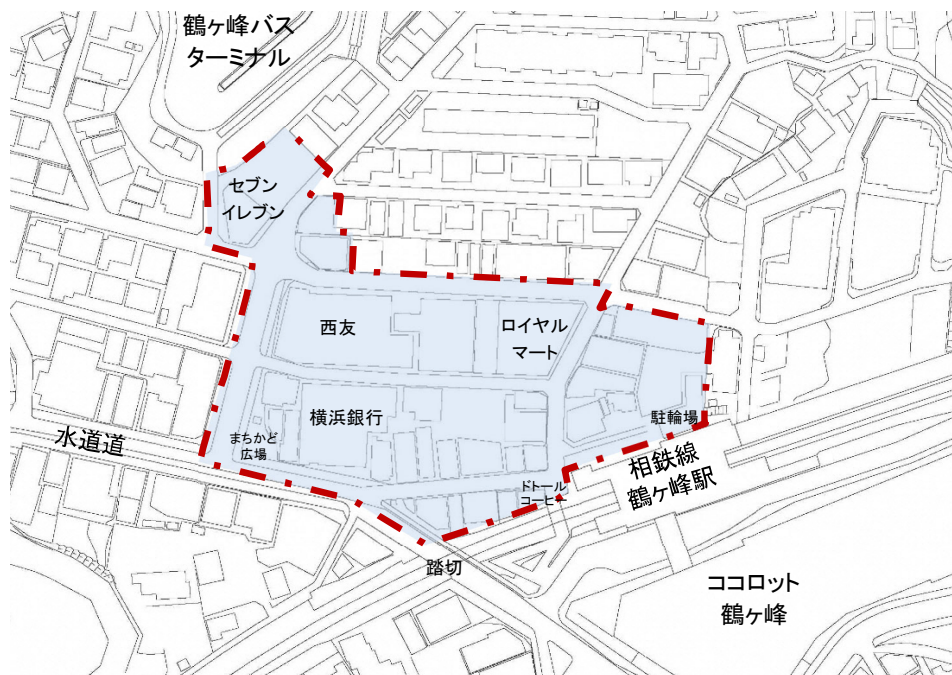 鶴ヶ峰バス
ターミナル
セブン
イレブン
西友
ロイヤル
マート
横浜銀行
駐輪場
まちかど
広場
水道道
ドトール
コーヒー
相鉄線
鶴ヶ峰駅
踏切
ココロット
鶴ヶ峰